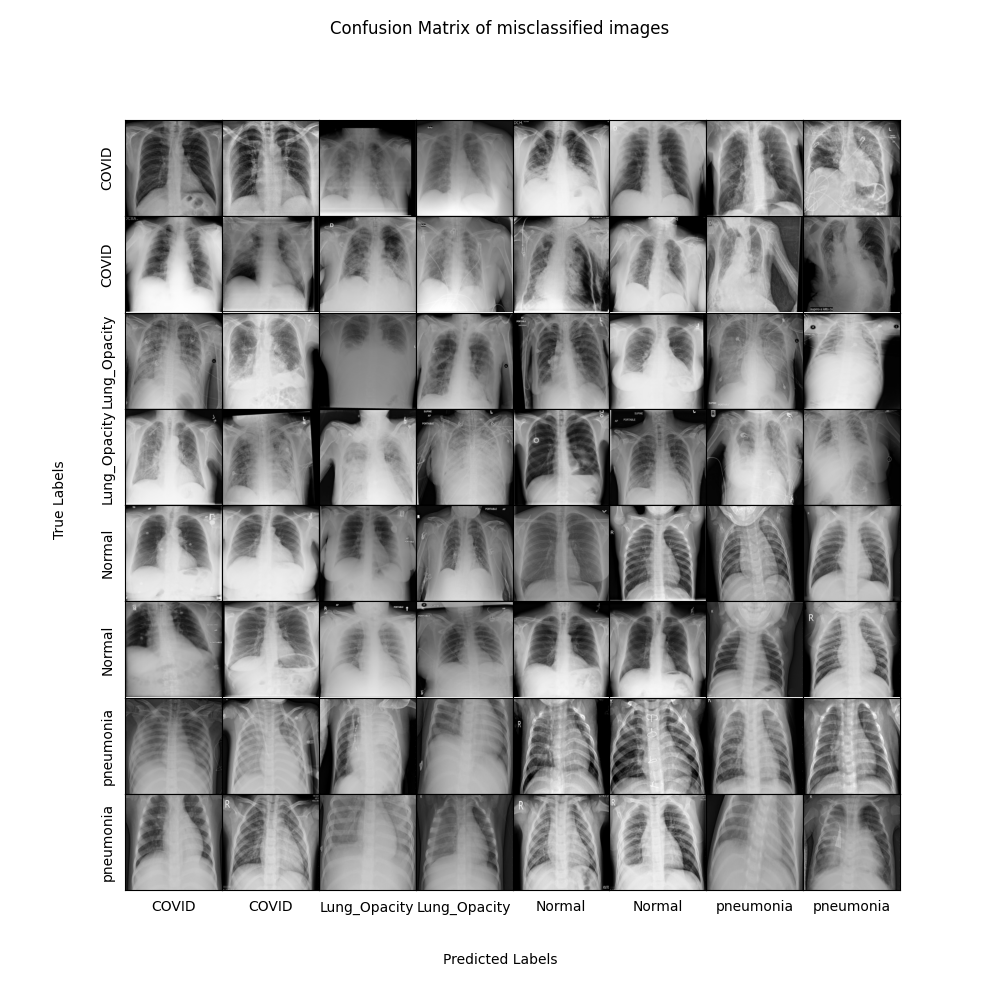 Confusion Matrix of misclassified images
COVID
COVID
Lung_Opacity
Lung_Opacity
Normal
Normal
pneumonia
pneumonia
True Labels
R
R
R
R
COVID COVID Lung_Opacity Lung_Opacity Normal Normal pneumonia pneumonia
Predicted Labels